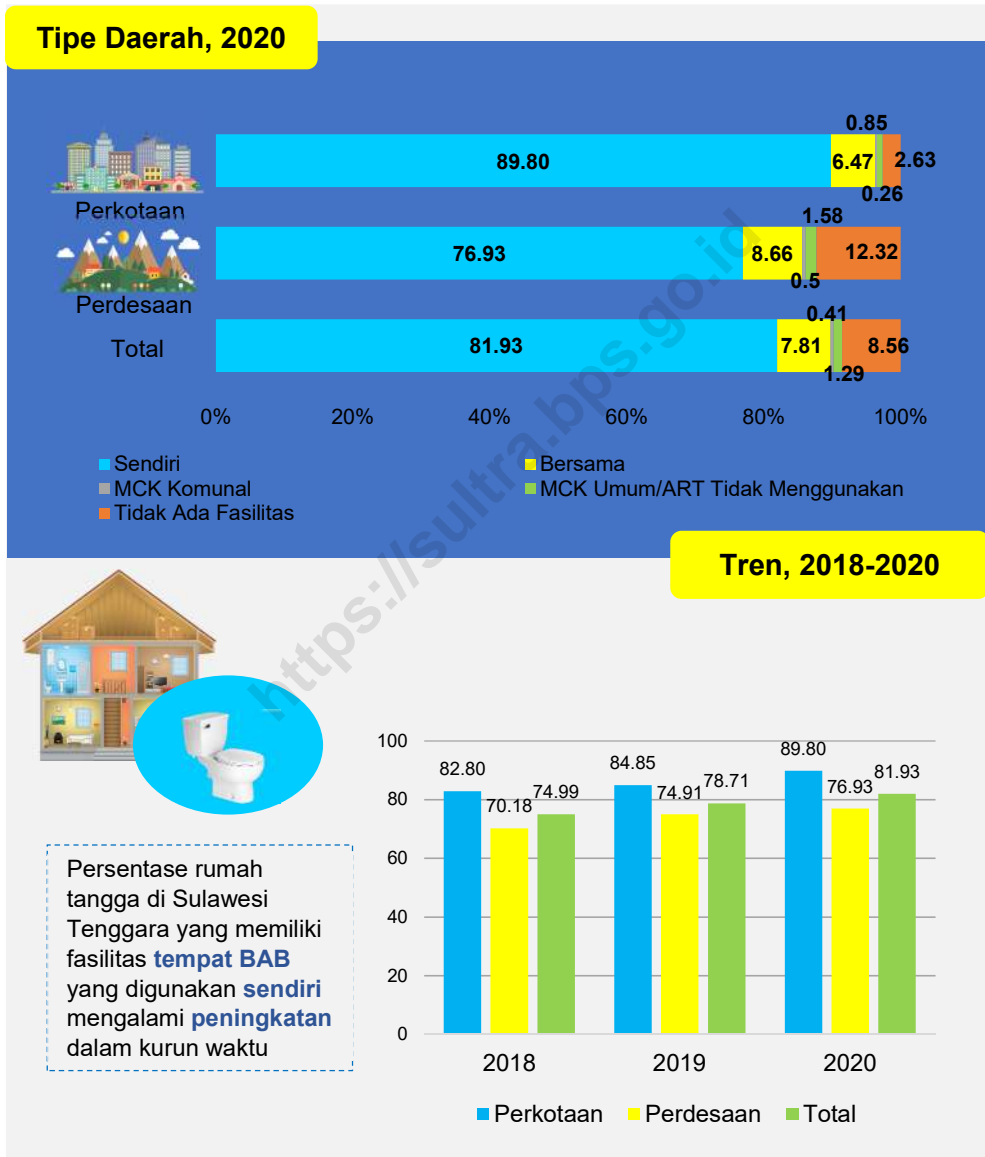 Tipe Daerah, 2020
0.85
89.80
6.47
2.63
0.26
Perkotaan
1.58
76.93
8.66
12.32
0.5
Perdesaan
0.41
Total
81.93
7.81
8.56
1.29
0%
20%
40%
60%
80%
100%
Sendiri
Bersama
MCK Komunal
MCK Umum/ART Tidak Menggunakan
Tidak Ada Fasilitas
https://sultra.bps.go.id
Tren, 2018-2020
Persentase rumah
tangga di Sulawesi
Tenggara yang memiliki
fasilitas tempat BAB
yang digunakan sendiri
mengalami peningkatan
dalam kurun waktu
100
80
60
40
20
0
82.80
70.18
74.99
84.85
74.91
78.71
89.80
76.93
81.93
2018
2019
2020
Perkotaan
Perdesaan
Total